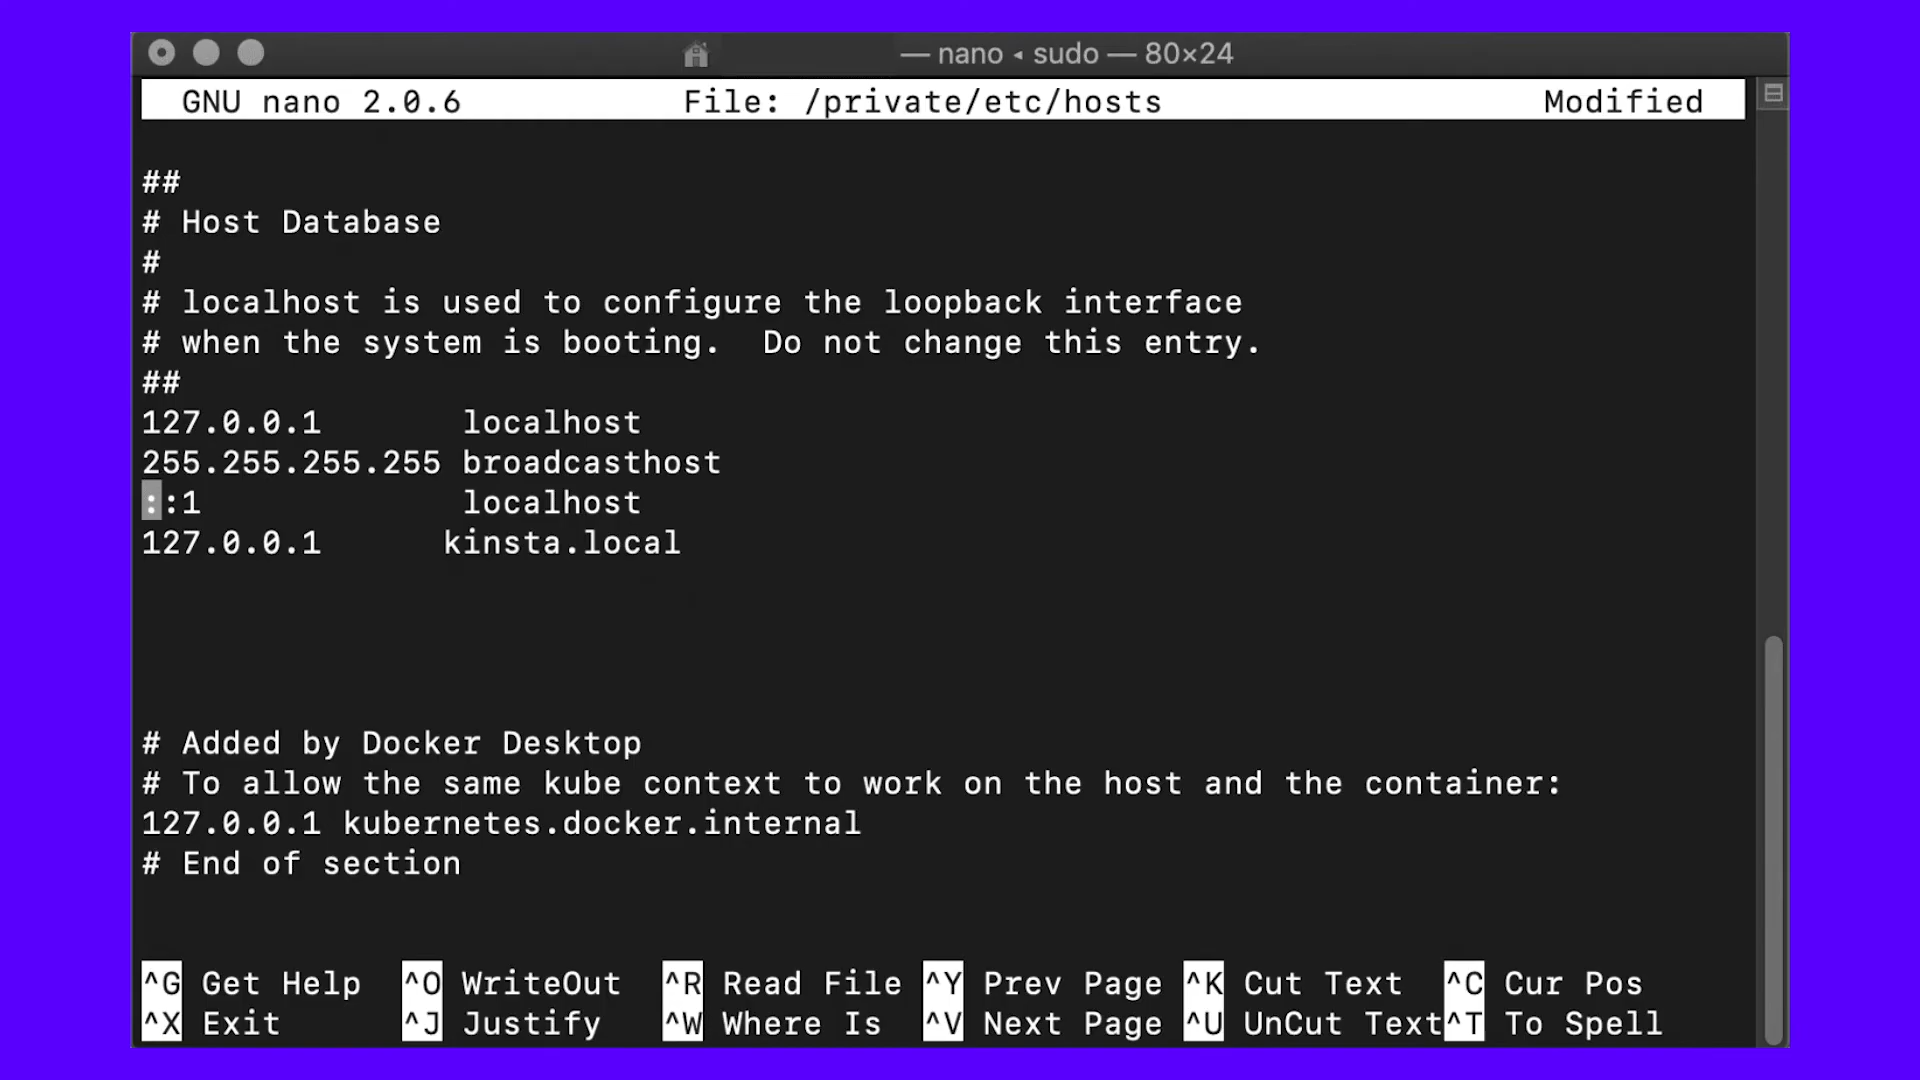 — nano ◂ sudo — 80×24
GNU nano 2.0.6 File: /private/etc/hosts Modified
##
# Host Database
#
# localhost is used to configure the loopback interface
# when the system is booting.  Do not change this entry.
##
127.0.0.1       localhost
255.255.255.255 broadcasthost
::1             localhost
127.0.0.1      kinsta.local
# Added by Docker Desktop
# To allow the same kube context to work on the host and the container:
127.0.0.1 kubernetes.docker.internal
# End of section
^G Get Help ^O WriteOut ^R Read File ^Y Prev Page ^K Cut Text ^C Cur Pos
^X Exit ^J Justify ^W Where Is ^V Next Page ^U UnCut Text^T To Spell